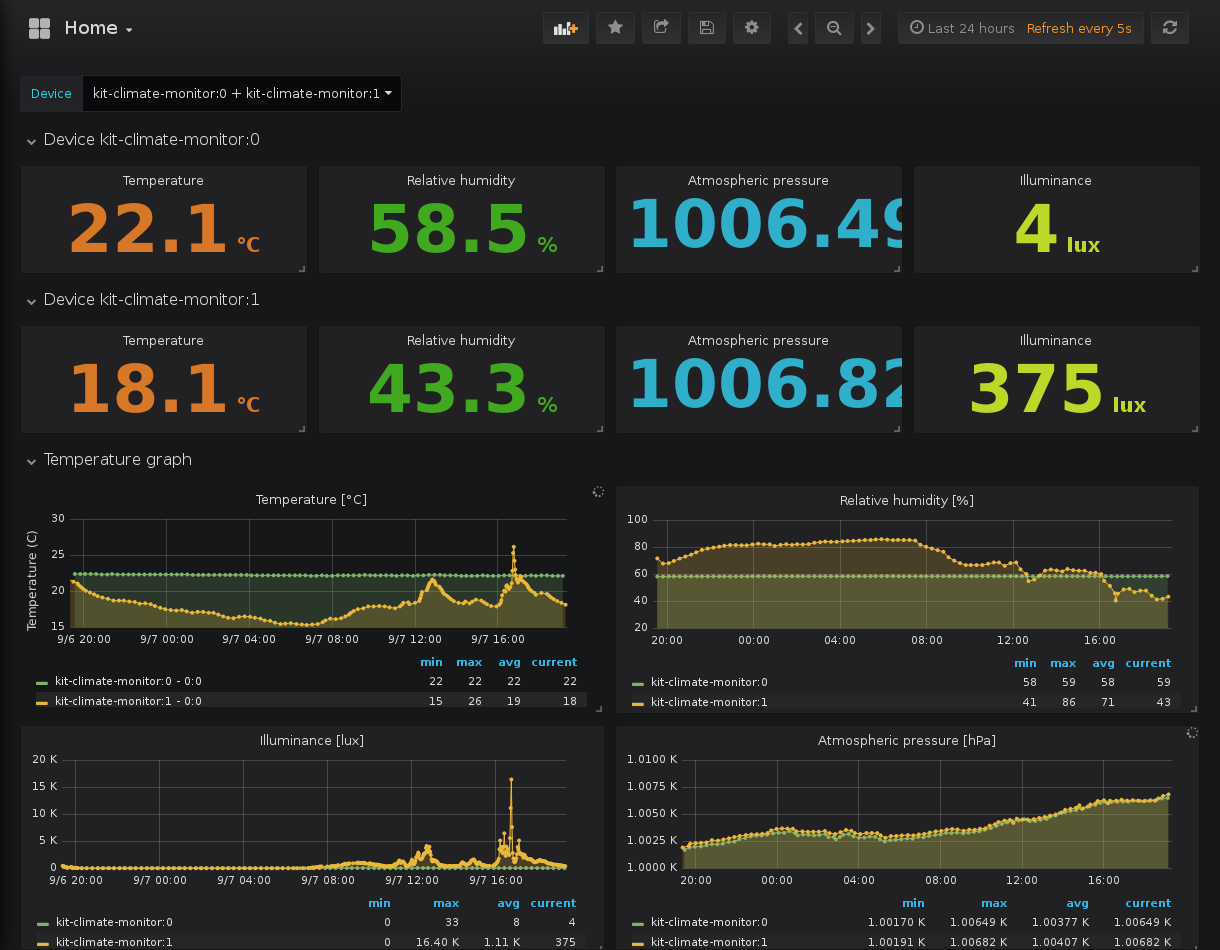 Home
Last 24 hours Refresh every 5s
Device kit-climate-monitor:0 + kit-climate-monitor:1
Device kit-climate-monitor:0
Temperature Relative humidity Atmospheric pressure Illuminance
22.1 °C 58.5 % 1006.49 4 lux
Device kit-climate-monitor:1
Temperature Relative humidity Atmospheric pressure Illuminance
18.1 °C 43.3 % 1006.82 375 lux
Temperature graph
Temperature [°C]
Temperature (C)
30
25
20
15
9/6 20:00 9/7 00:00 9/7 04:00 9/7 08:00 9/7 12:00 9/7 16:00
min max avg current
kit-climate-monitor:0 - 0:0 22 22 22 22
kit-climate-monitor:1 - 0:0 15 26 19 18
Relative humidity [%]
100
80
60
40
20
20:00 00:00 04:00 08:00 12:00 16:00
min max avg current
kit-climate-monitor:0 58 59 58 59
kit-climate-monitor:1 41 86 71 43
Illuminance [lux]
20 K
15 K
10 K
5 K
0
9/6 20:00 9/7 00:00 9/7 04:00 9/7 08:00 9/7 12:00 9/7 16:00
min max avg current
kit-climate-monitor:0 0 33 8 4
kit-climate-monitor:1 0 16.40 K 1.11 K 375
Atmospheric pressure [hPa]
1.0100 K
1.0075 K
1.0050 K
1.0025 K
1.0000 K
20:00 00:00 04:00 08:00 12:00 16:00
min max avg current
kit-climate-monitor:0 1.00170 K 1.00649 K 1.00377 K 1.00649 K
kit-climate-monitor:1 1.00191 K 1.00682 K 1.00407 K 1.00682 K